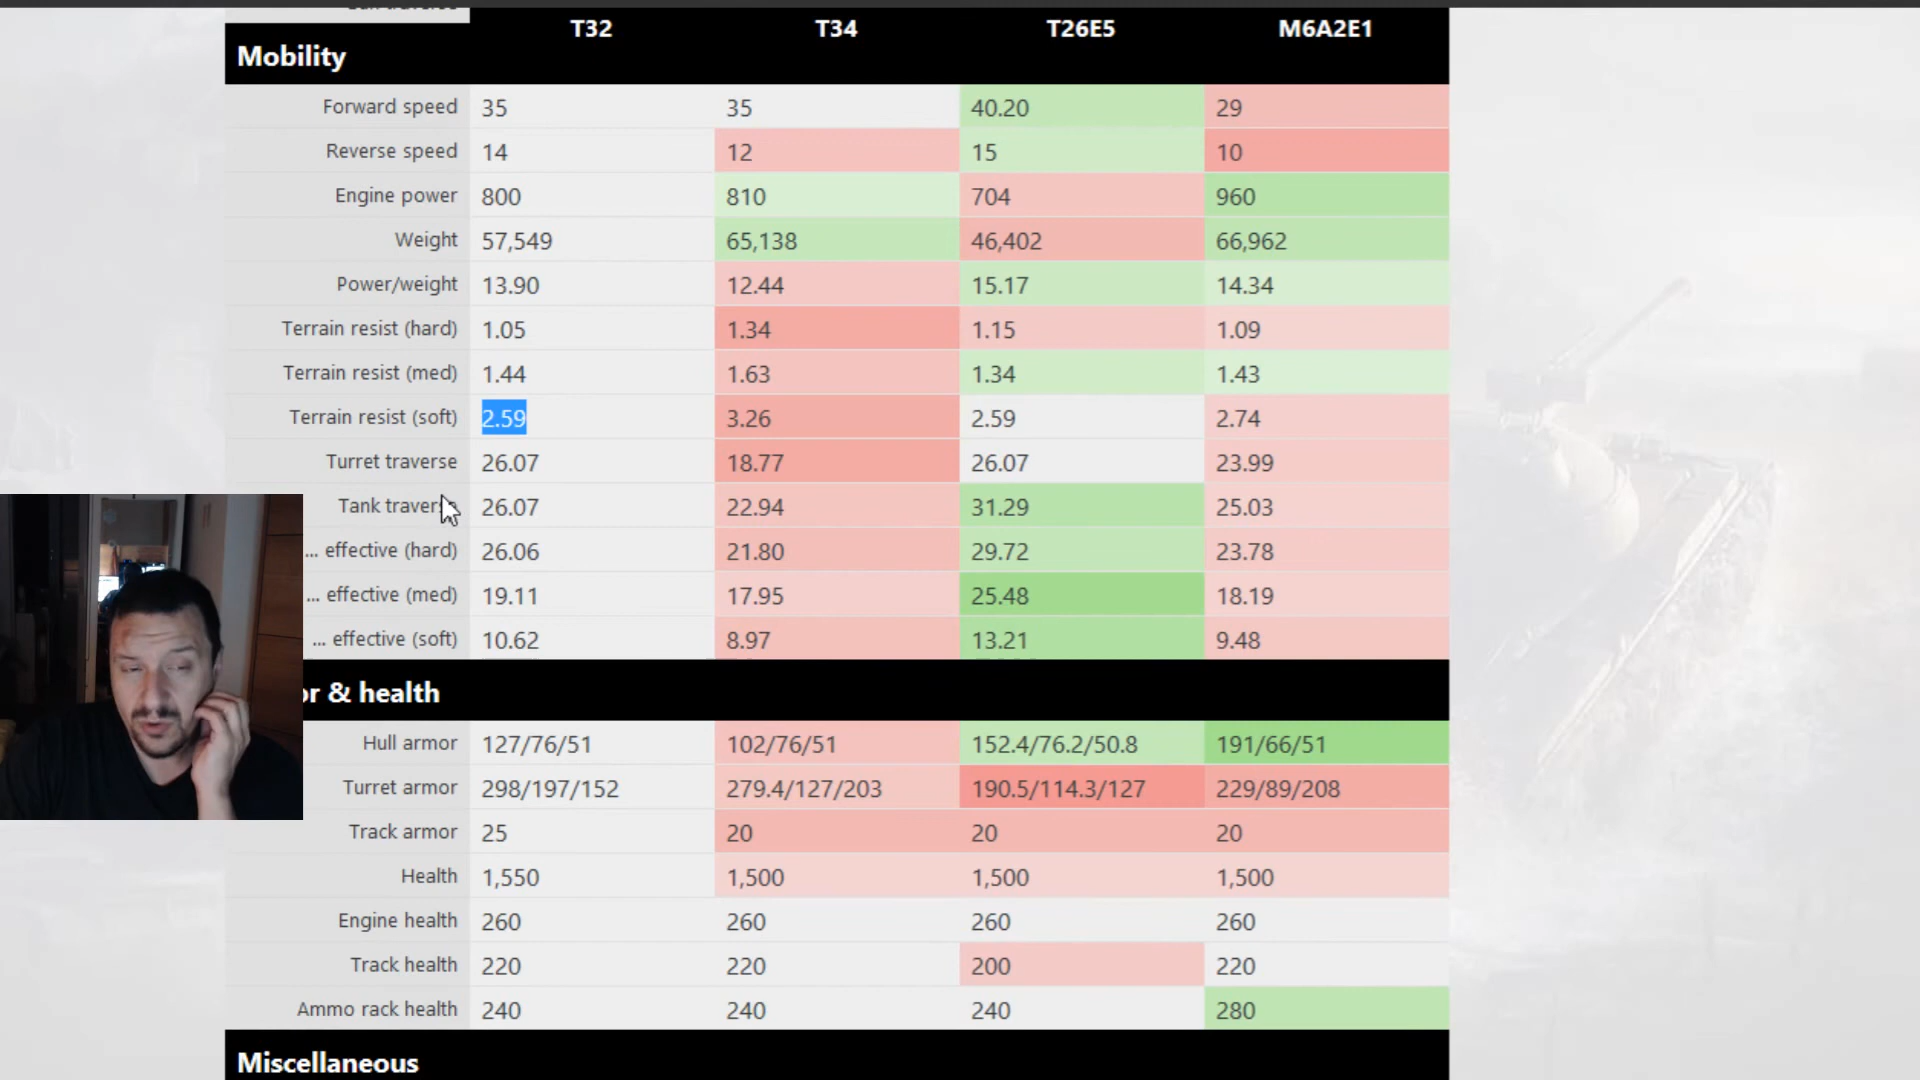 T32 T34 T26E5 M6A2E1
Mobility
Forward speed 35 35 40.20 29
Reverse speed 14 12 15 10
Engine power 800 810 704 960
Weight 57,549 65,138 46,402 66,962
Power/weight 13.90 12.44 15.17 14.34
Terrain resist (hard) 1.05 1.34 1.15 1.09
Terrain resist (med) 1.44 1.63 1.34 1.43
Terrain resist (soft) 2.59 3.26 2.59 2.74
Turret traverse 26.07 18.77 26.07 23.99
Tank traverse 26.07 22.94 31.29 25.03
... effective (hard) 26.06 21.80 29.72 23.78
... effective (med) 19.11 17.95 25.48 18.19
... effective (soft) 10.62 8.97 13.21 9.48
or & health
Hull armor 127/76/51 102/76/51 152.4/76.2/50.8 191/66/51
Turret armor 298/197/152 279.4/127/203 190.5/114.3/127 229/89/208
Track armor 25 20 20 20
Health 1,550 1,500 1,500 1,500
Engine health 260 260 260 260
Track health 220 220 200 220
Ammo rack health 240 240 240 280
Miscellaneous